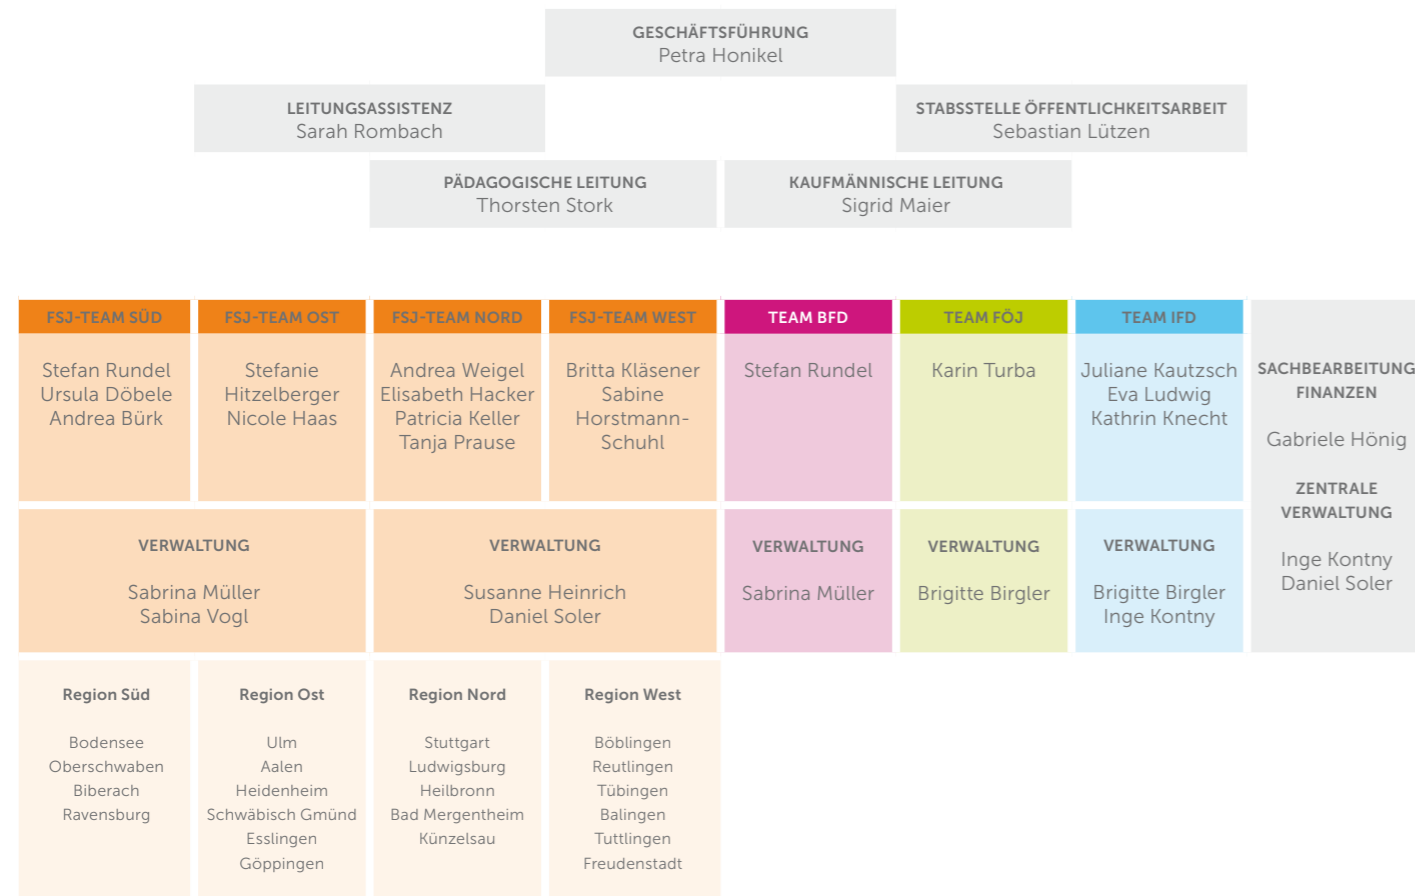 GESCHÄFTSFÜHRUNG
Petra Honikel
LEITUNGSASSISTENZ
Sarah Rombach
STABSSTELLE ÖFFENTLICHKEITSARBEIT
Sebastian Lützen
PÄDAGOGISCHE LEITUNG
Thorsten Stork
KAUFMÄNNISCHE LEITUNG
Sigrid Maier
FSJ-TEAM SÜD
Stefan Rundel
Ursula Döbele
Andrea Bürk
FSJ-TEAM OST
Stefanie
Hitzelberger
Nicole Haas
FSJ-TEAM NORD
Andrea Weigel
Elisabeth Hacker
Patricia Keller
Tanja Prause
FSJ-TEAM WEST
Britta Kläsener
Sabine
Horstmann-
Schuhl
TEAM BFD
Stefan Rundel
TEAM FÖJ
Karin Turba
TEAM IFD
Juliane Kautzsch
Eva Ludwig
Kathrin Knecht
SACHBEARBEITUNG
FINANZEN
Gabriele Hönig
ZENTRALE
VERWALTUNG
Inge Kontny
Daniel Soler
VERWALTUNG
Sabrina Müller
Sabina Vogl
VERWALTUNG
Susanne Heinrich
Daniel Soler
VERWALTUNG
Sabrina Müller
VERWALTUNG
Brigitte Birgler
VERWALTUNG
Brigitte Birgler
Inge Kontny
Region Süd
Bodensee
Oberschwaben
Biberach
Ravensburg
Region Ost
Ulm
Aalen
Heidenheim
Schwäbisch Gmünd
Esslingen
Göppingen
Region Nord
Stuttgart
Ludwigsburg
Heilbronn
Bad Mergentheim
Künzelsau
Region West
Böblingen
Reutlingen
Tübingen
Balingen
Tuttlingen
Freudenstadt